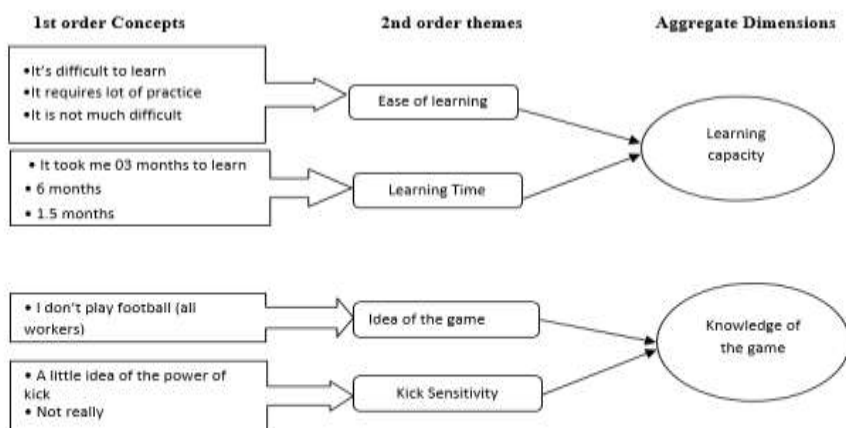 1st order Concepts
2nd order themes
Aggregate Dimensions
•It's difficult to learn
•It requires lot of practice
•It is not much difficult
Ease of learning
Learning
capacity
• It took me 03 months to learn
• 6 months
• 1.5 months
Learning Time
• I don't play football (all
workers)
Idea of the game
Knowledge of
the game
• A little idea of the power of
kick
• Not really
Kick Sensitivity